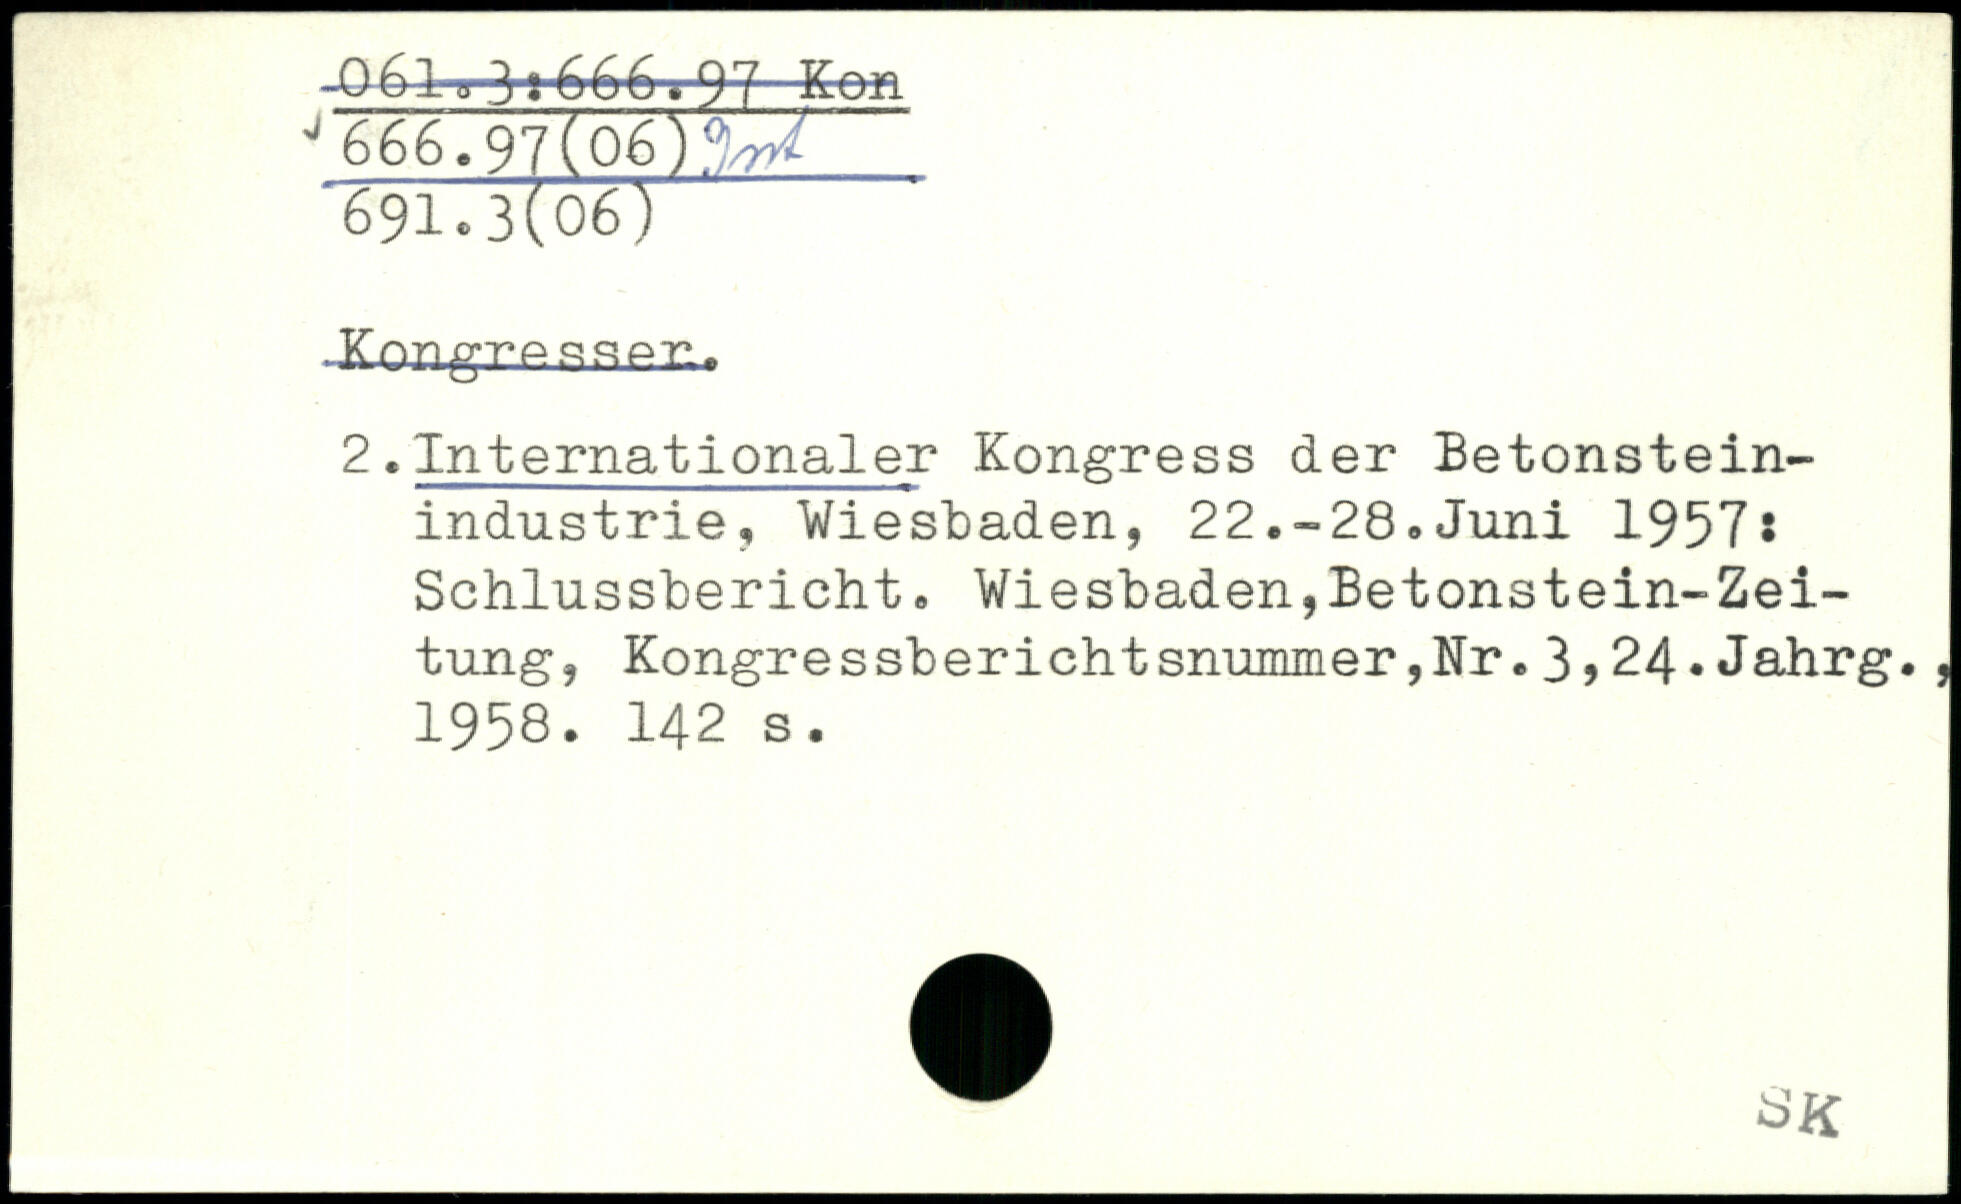 061.3:666.97 Kon
666.97(06) Int
691.3(06)
Kongresser.
2.Internationaler Kongress der Betonstein-
industrie, Wiesbaden, 22.-28.Juni 1957:
Schlussbericht. Wiesbaden,Betonstein-Zei-
tung, Kongressberichtsnummer,Nr.3,24.Jahrg.,
1958. 142 s.
SK